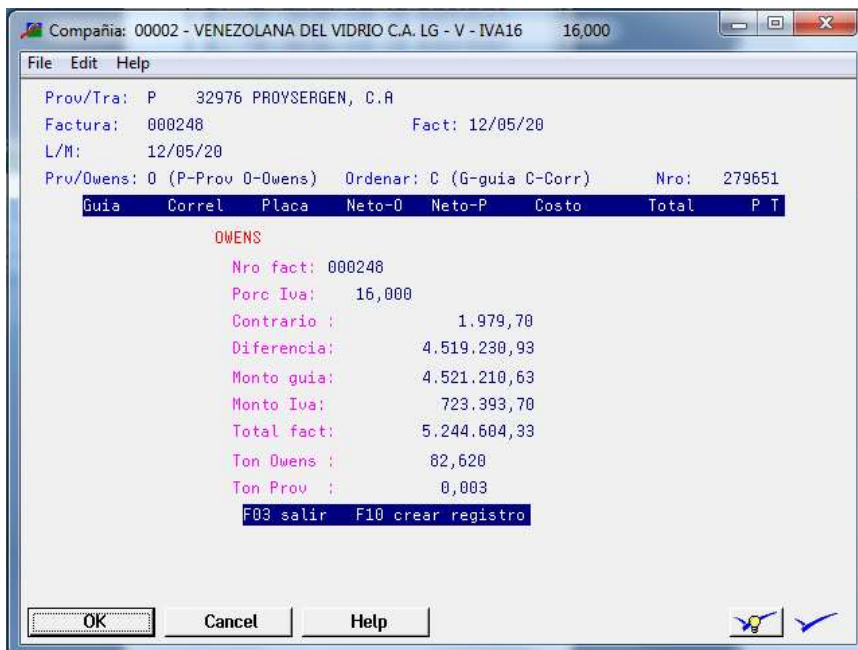 Compañia: 00002 - VENEZOLANA DEL VIDRIO C.A. LG - V - IVA16 16,000
File Edit Help
Prov/Tra: P 32976 PROYSERGEN, C.A
Factura: 000248 Fact: 12/05/20
L/M: 12/05/20
Prv/Owens: O (P-Prov O-Owens) Ordenar: C (G-guia C-Corr) Nro: 279651
Guia Correl Placa Neto-O Neto-P Costo Total P T
OWENS
Nro fact: 000248
Porc Iva: 16,000
Contrario : 1.979,70
Diferencia: 4.519.230,93
Monto guia: 4.521.210,63
Monto Iva: 723.393,70
Total fact: 5.244.604,33
Ton Owens : 82,620
Ton Prov : 0,003
F03 salir F10 crear registro
OK Cancel Help